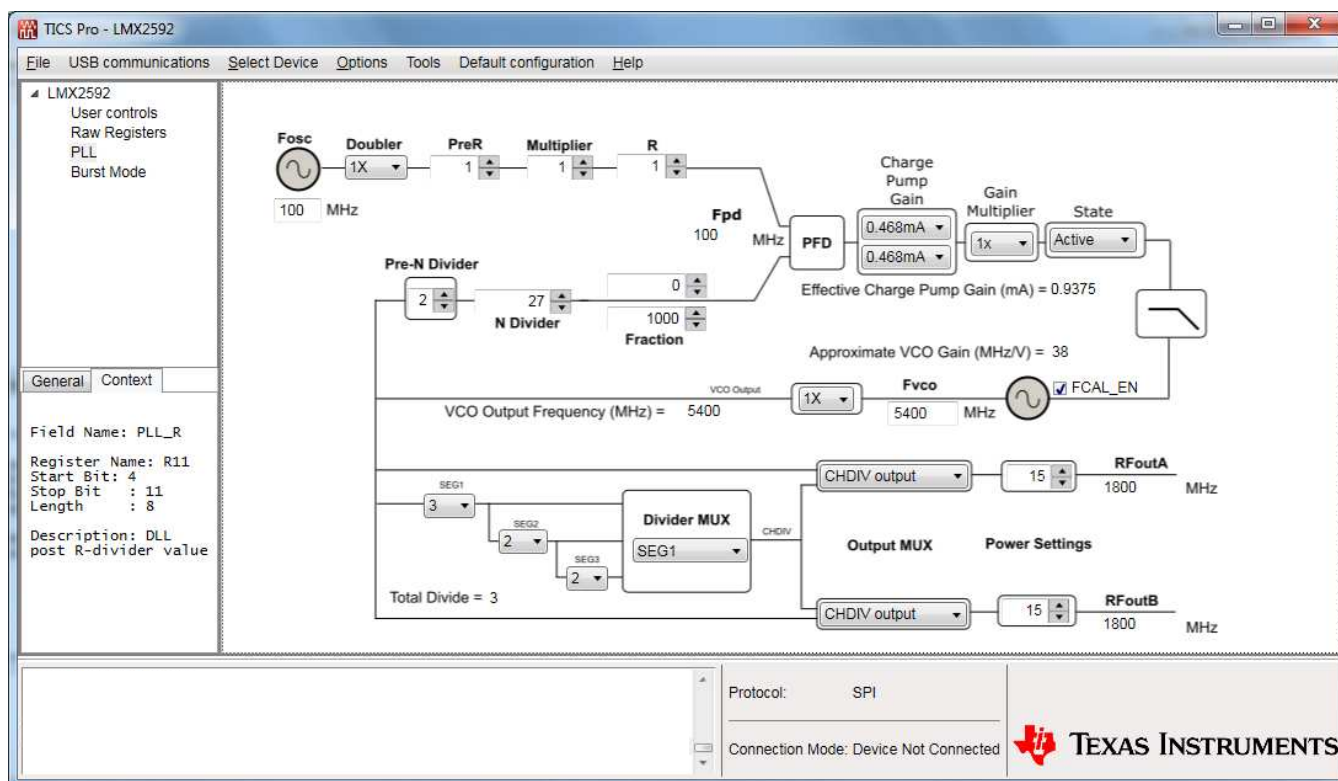 TICS Pro - LMX2592
File USB communications Select Device Options Tools Default configuration Help
LMX2592
User controls
Raw Registers
PLL
Burst Mode
General Context
Field Name: PLL_R
Register Name: R11
Start Bit: 4
Stop Bit : 11
Length : 8
Description: DLL
post R-divider value
Fosc Doubler PreR Multiplier R
1X 1 1 1
100 MHz
Fpd
100 MHz
PFD
Charge
Pump
Gain
0.468mA
0.468mA
Gain
Multiplier
1x
State
Active
Effective Charge Pump Gain (mA) = 0.9375
Pre-N Divider
2
27
N Divider
0
1000
Fraction
Approximate VCO Gain (MHz/V) = 38
VCO Output
VCO Output Frequency (MHz) = 5400
1X
Fvco
5400 MHz
FCAL_EN
SEG1
3
SEG2
2
SEG3
2
Total Divide = 3
Divider MUX
SEG1
CHDIV
CHDIV output
15
RFoutA
1800 MHz
Output MUX Power Settings
CHDIV output
15
RFoutB
1800 MHz
Protocol: SPI
Connection Mode: Device Not Connected
TEXAS INSTRUMENTS